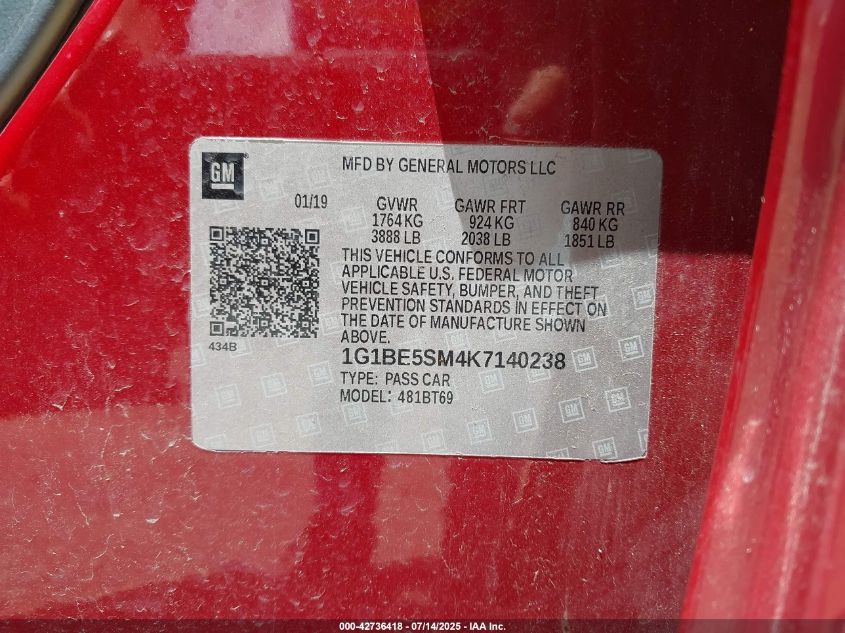 GM
MFD BY GENERAL MOTORS LLC
01/19 GVWR GAWR FRT GAWR RR
1764 KG 924 KG 840 KG
3888 LB 2038 LB 1851 LB
THIS VEHICLE CONFORMS TO ALL
APPLICABLE U.S. FEDERAL MOTOR
VEHICLE SAFETY, BUMPER, AND THEFT
PREVENTION STANDARDS IN EFFECT ON
THE DATE OF MANUFACTURE SHOWN
ABOVE.
434B
1G1BE5SM4K7140238
TYPE: PASS CAR
MODEL: 481BT69
000-42736418 - 07/14/2025 - IAA Inc.